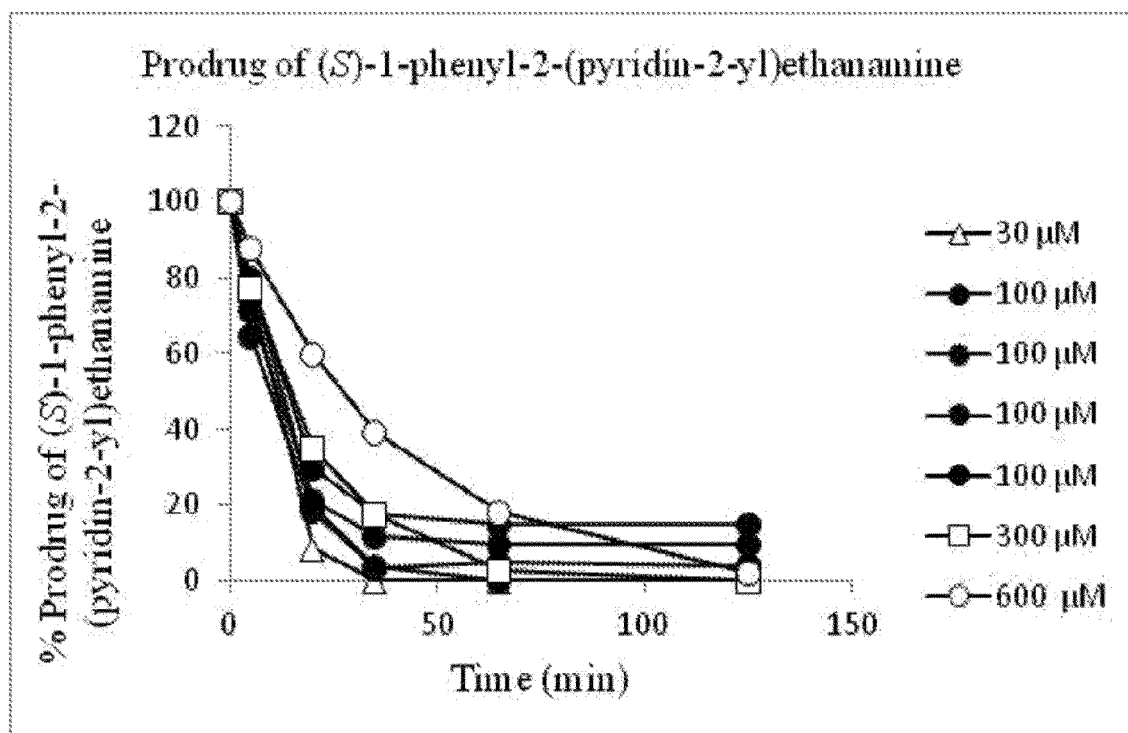 Prodrug of (S)-1-phenyl-2-(pyridin-2-yl)ethanamine
120
100
80
60
40
20
0
0
50
100
150
% Prodrug of (S)-1-phenyl-2-
(pyridin-2-yl)ethanamine
Time (min)
30 µM
100 µM
100 µM
100 µM
100 µM
300 µM
600 µM